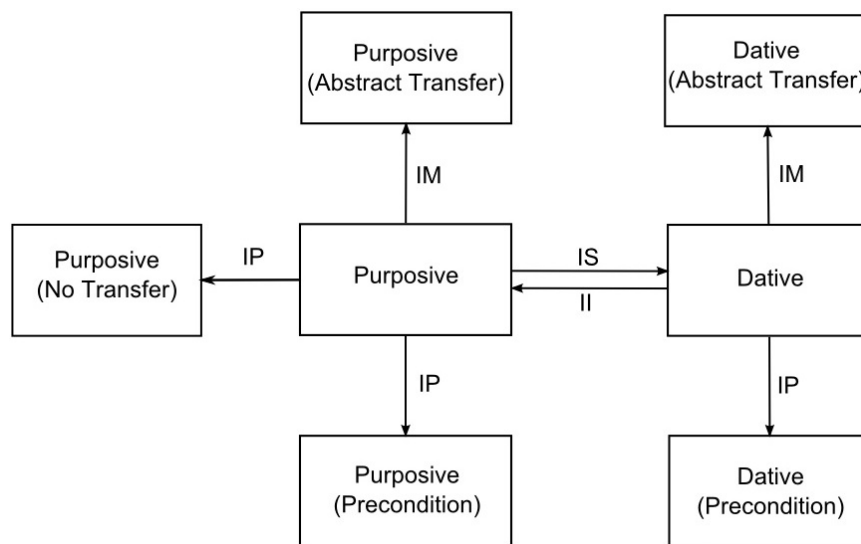 Purposive
(Abstract Transfer)
Dative
(Abstract Transfer)
IM
IM
Purposive
(No Transfer)
IP
Purposive
IS
II
Dative
IP
IP
Purposive
(Precondition)
Dative
(Precondition)